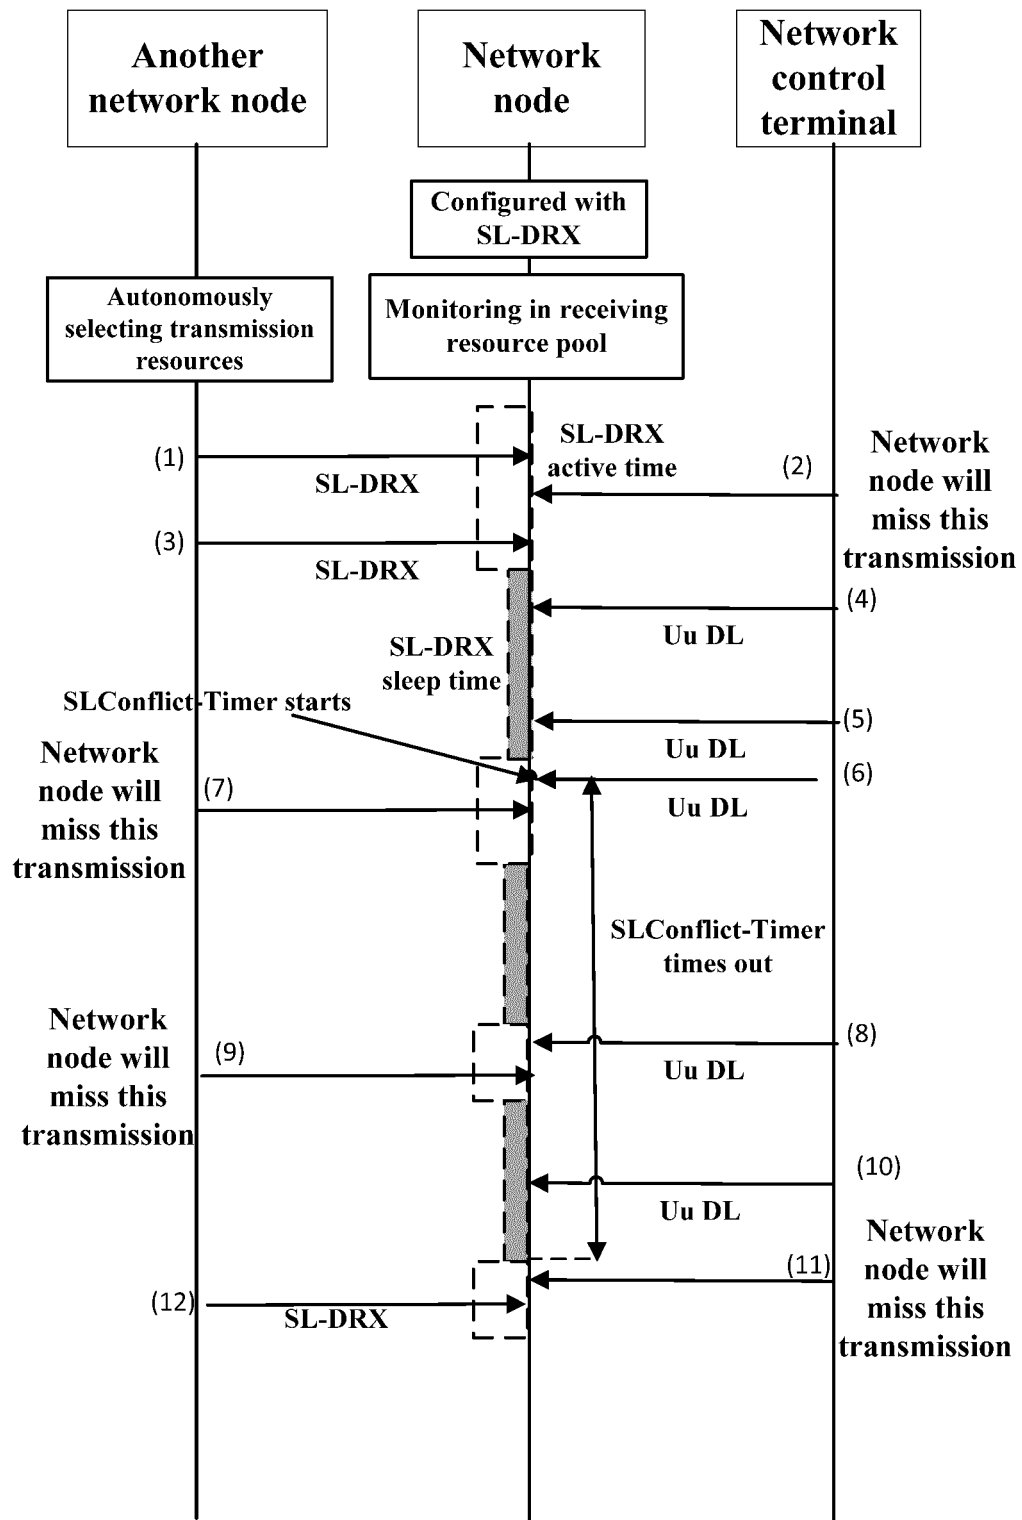 Another
network node
Network
node
Network
control
terminal
Configured with
SL-DRX
Autonomously
selecting transmission
resources
Monitoring in receiving
resource pool
(1)
SL-DRX
SL-DRX
active time
(2)
Network
node will
miss this
transmission
(3)
SL-DRX
(4)
Uu DL
SL-DRX
sleep time
SLConflict-Timer starts
(5)
Uu DL
(6)
Uu DL
Network
node will
miss this
transmission
(7)
SLConflict-Timer
times out
(8)
Uu DL
Network
node will
miss this
transmission
(9)
(10)
Uu DL
Network
node will
miss this
transmission
(11)
(12)
SL-DRX